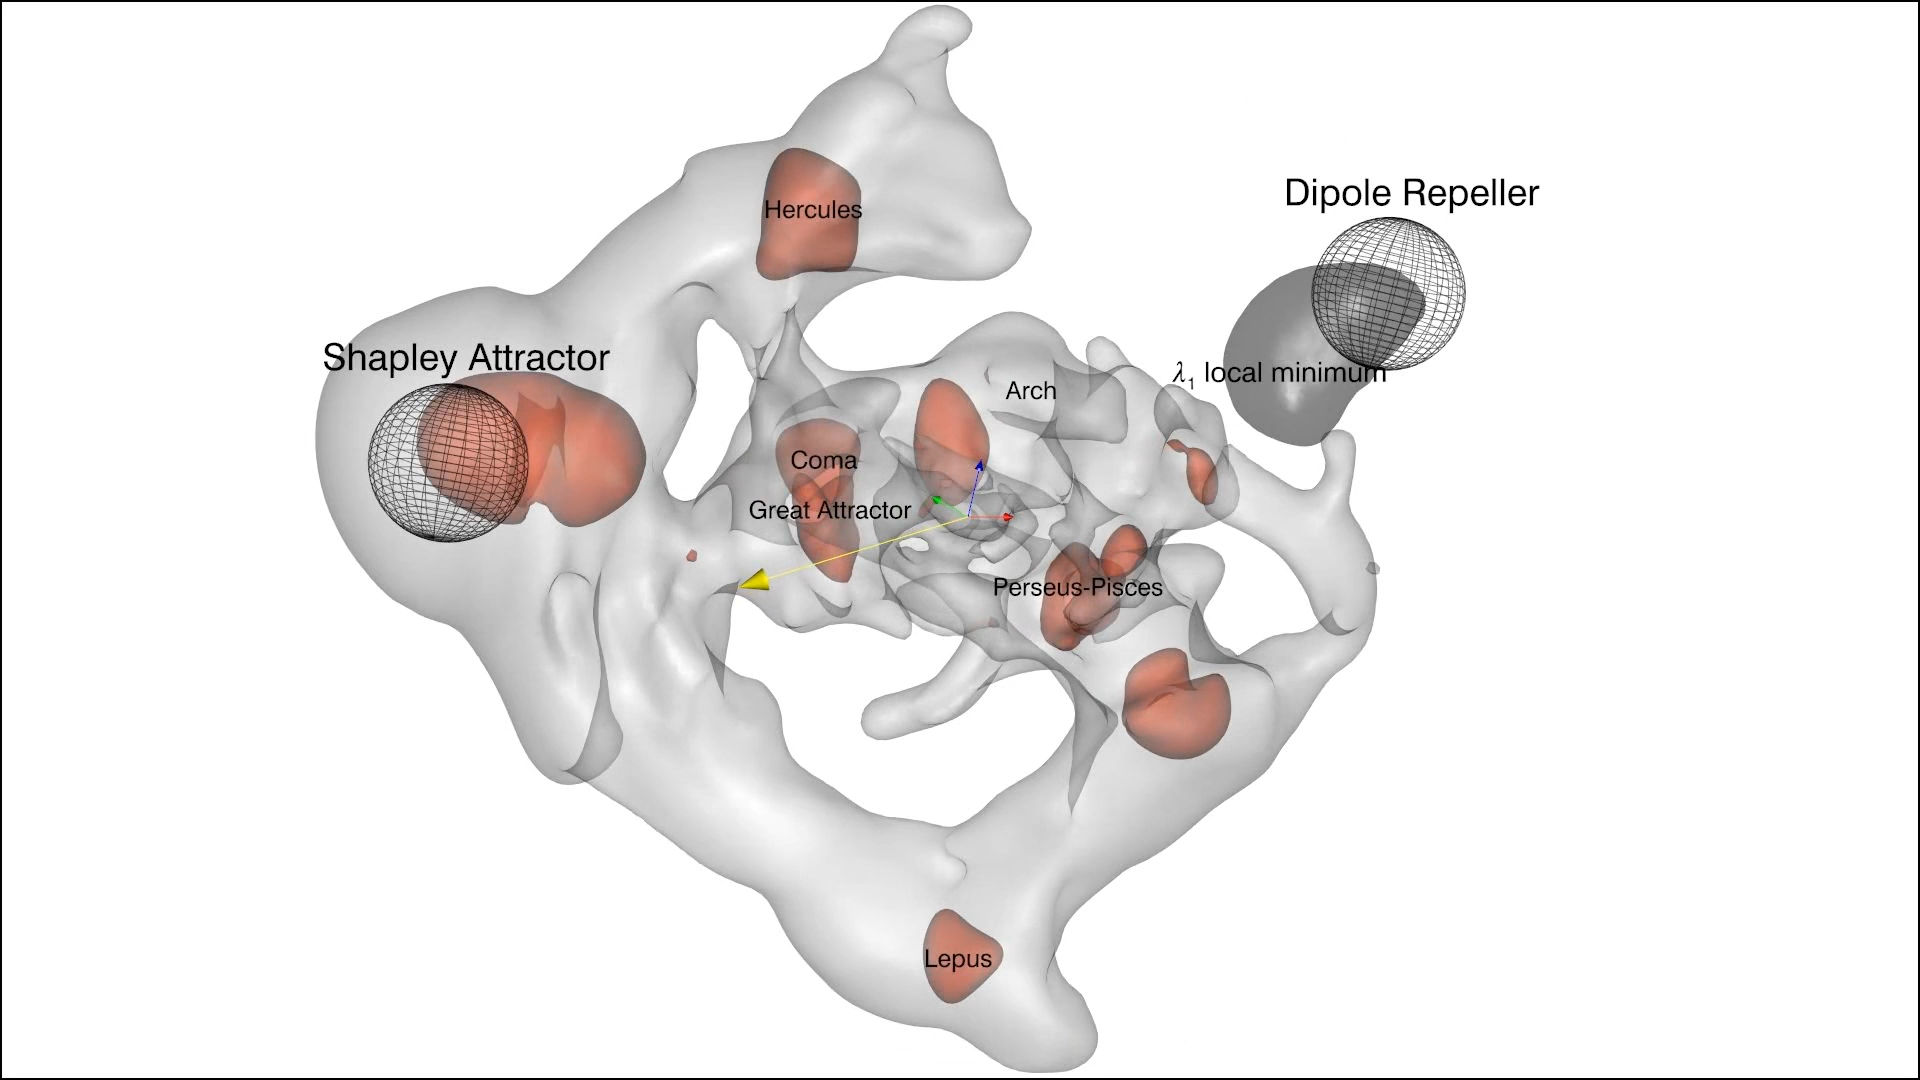 Dipole Repeller
Hercules
Shapley Attractor
λ₁ local minimum
Arch
Coma
Great Attractor
Perseus-Pisces
Lepus